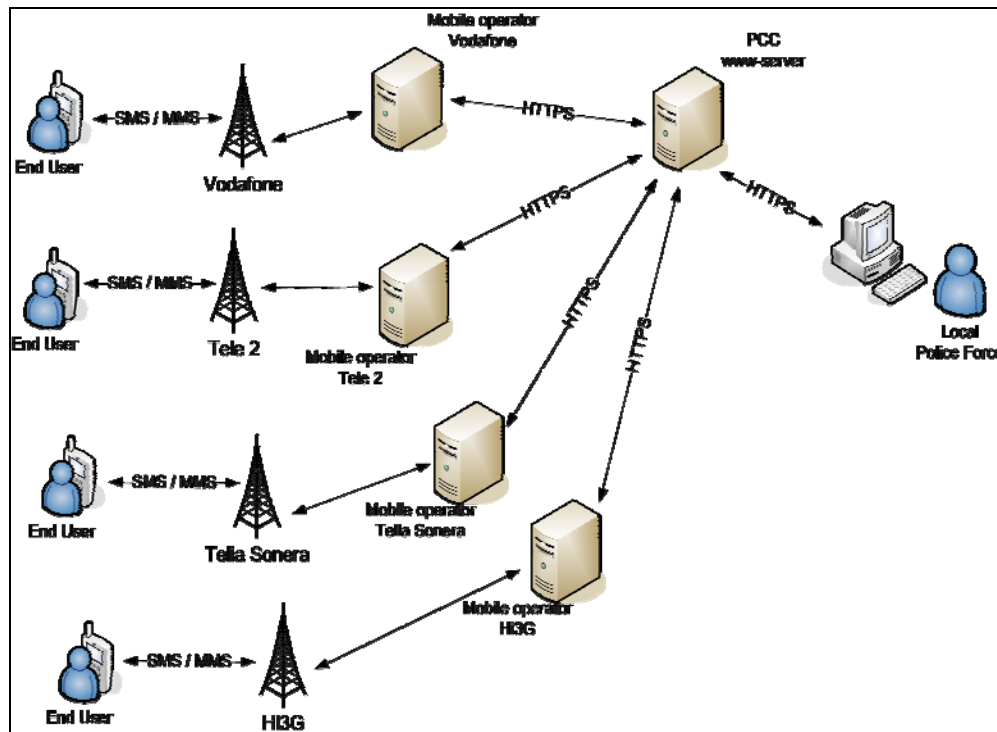 Mobile operator
Vodafone
PCC
www-server
SMS / MMS
HTTPS
End User
Vodafone
HTTPS
HTTPS
SMS / MMS
HTTPS
End User
Tele 2
Mobile operator
Tele 2
Local
Police Force
HTTPS
SMS / MMS
End User
Telia Sonera
Mobile operator
Telia Sonera
Mobile operator
HI3G
SMS / MMS
End User
HI3G